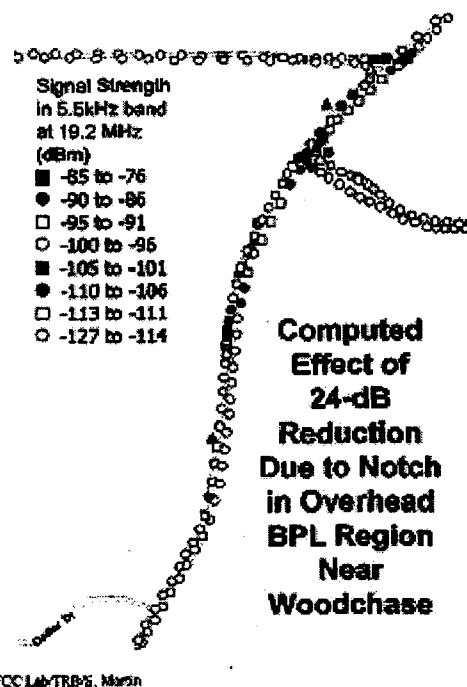 Signal Strength
in 5.5kHz band
at 19.2 MHz
(dBm)
-85 to -76
-90 to -86
-95 to -91
-100 to -96
-105 to -101
-110 to -106
-113 to -111
-127 to -114
Computed
Effect of
24-dB
Reduction
Due to Notch
in Overhead
BPL Region
Near
Woodchase
FCC Lab/TRB/S. Martin